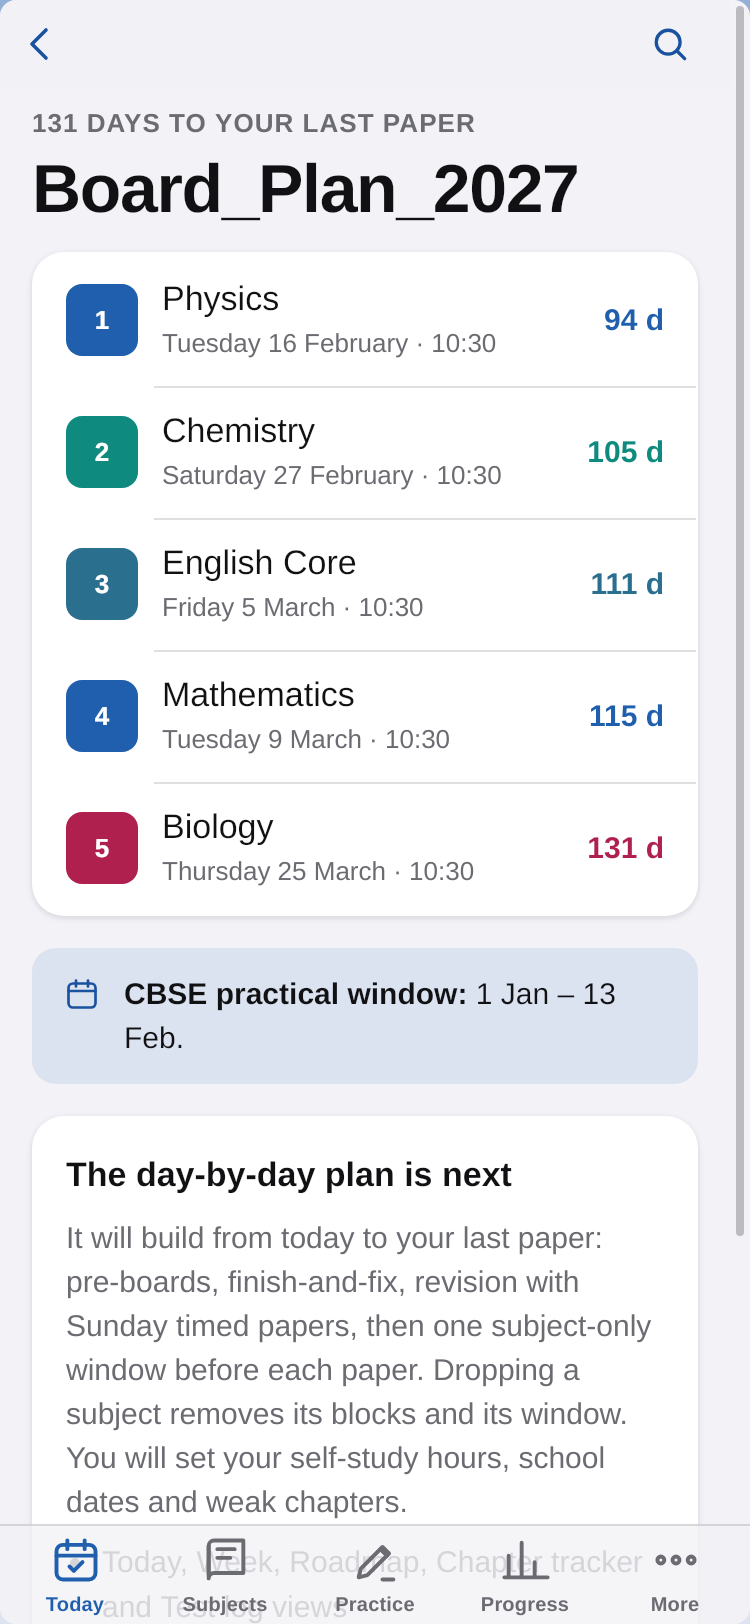 131 DAYS TO YOUR LAST PAPER
Board_Plan_2027
1
Physics
Tuesday 16 February · 10:30
94 d
2
Chemistry
Saturday 27 February · 10:30
105 d
3
English Core
Friday 5 March · 10:30
111 d
4
Mathematics
Tuesday 9 March · 10:30
115 d
5
Biology
Thursday 25 March · 10:30
131 d
CBSE practical window: 1 Jan – 13
Feb.
The day-by-day plan is next
It will build from today to your last paper:
pre-boards, finish-and-fix, revision with
Sunday timed papers, then one subject-only
window before each paper. Dropping a
subject removes its blocks and its window.
You will set your self-study hours, school
dates and weak chapters.
Today, Week, Roadmap, Chapter tracker
and Test log views
Today
Subjects
Practice
Progress
More